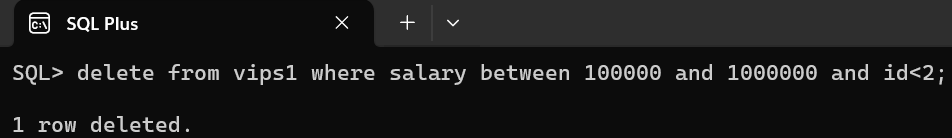 SQL Plus
SQL> delete from vips1 where salary between 100000 and 1000000 and id<2;
1 row deleted.